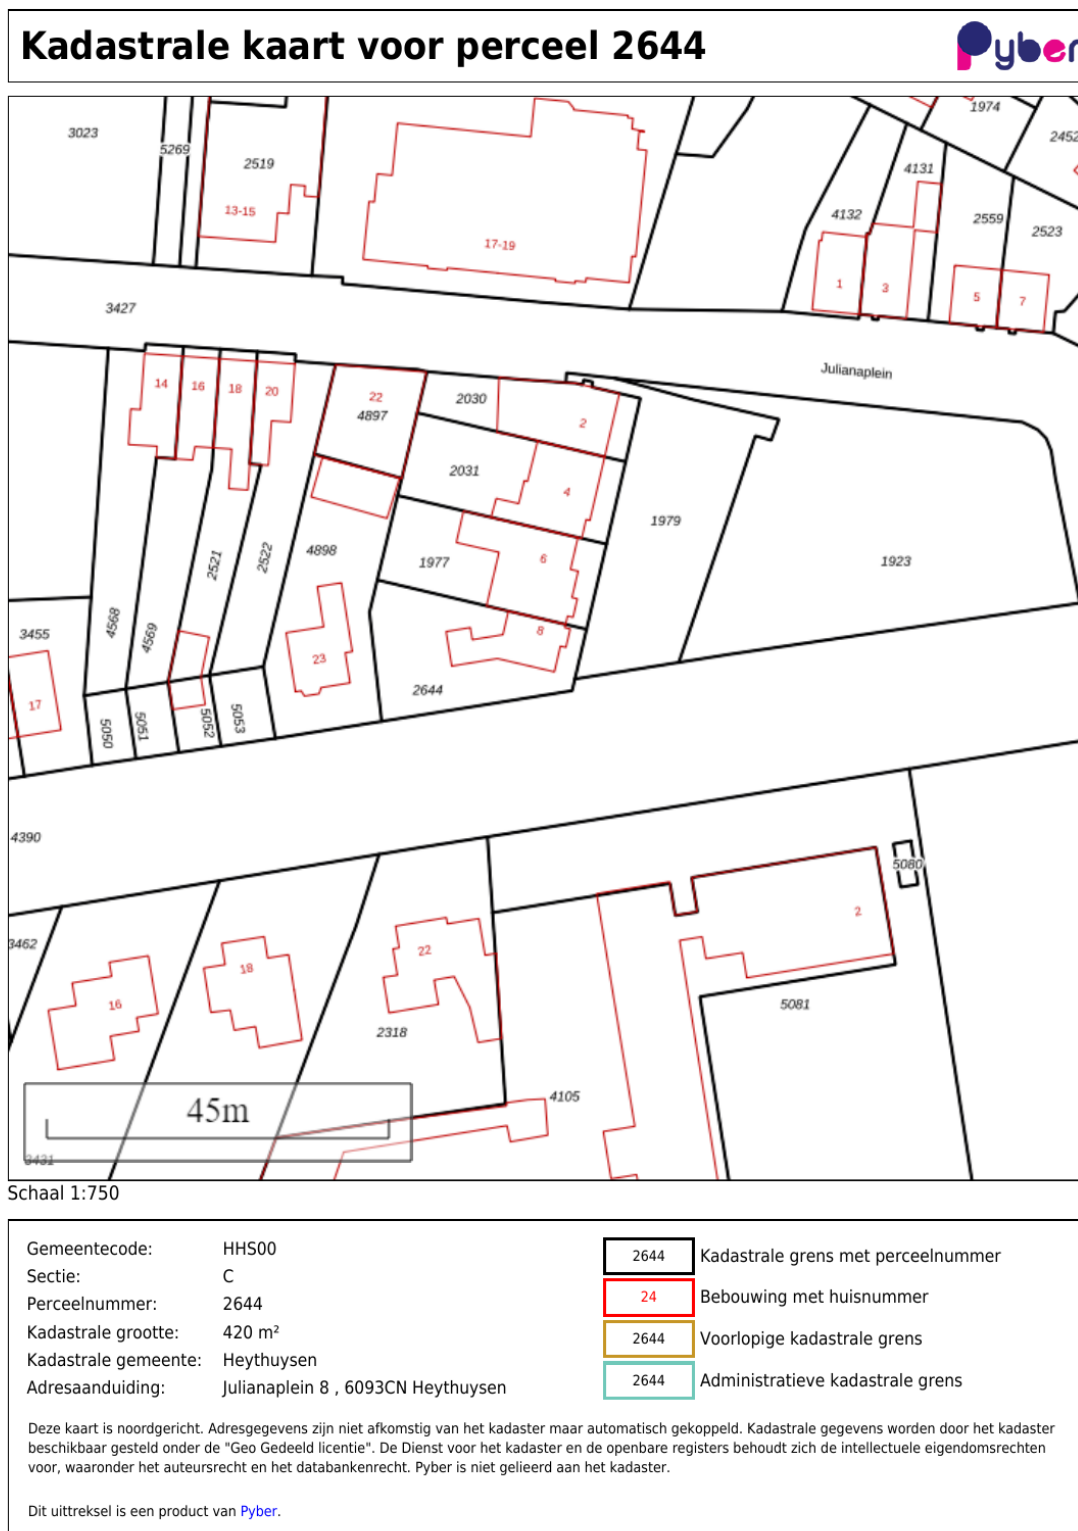 Kadastrale kaart voor perceel 2644
Pyber
3023
5269
2519
13-15
17-19
1974
2452
4131
4132
2559
2523
1
3
5
7
3427
Julianaplein
14
16
18
20
22
4897
2030
2
2031
4
1979
1977
6
1923
4898
2521
2522
4568
4569
3455
17
23
8
2644
5050
5051
5052
5053
4390
3462
16
18
22
2318
2
5080
5081
4105
45m
3431
Schaal 1:750
Gemeentecode: HHS00
Sectie: C
Perceelnummer: 2644
Kadastrale grootte: 420 m²
Kadastrale gemeente: Heythuysen
Adresaanduiding: Julianaplein 8 , 6093CN Heythuysen
2644 Kadastrale grens met perceelnummer
24 Bebouwing met huisnummer
2644 Voorlopige kadastrale grens
2644 Administratieve kadastrale grens
Deze kaart is noordgericht. Adresgegevens zijn niet afkomstig van het kadaster maar automatisch gekoppeld. Kadastrale gegevens worden door het kadaster
beschikbaar gesteld onder de "Geo Gedeeld licentie". De Dienst voor het kadaster en de openbare registers behoudt zich de intellectuele eigendomsrechten
voor, waaronder het auteursrecht en het databankenrecht. Pyber is niet gelieerd aan het kadaster.
Dit uittreksel is een product van Pyber.